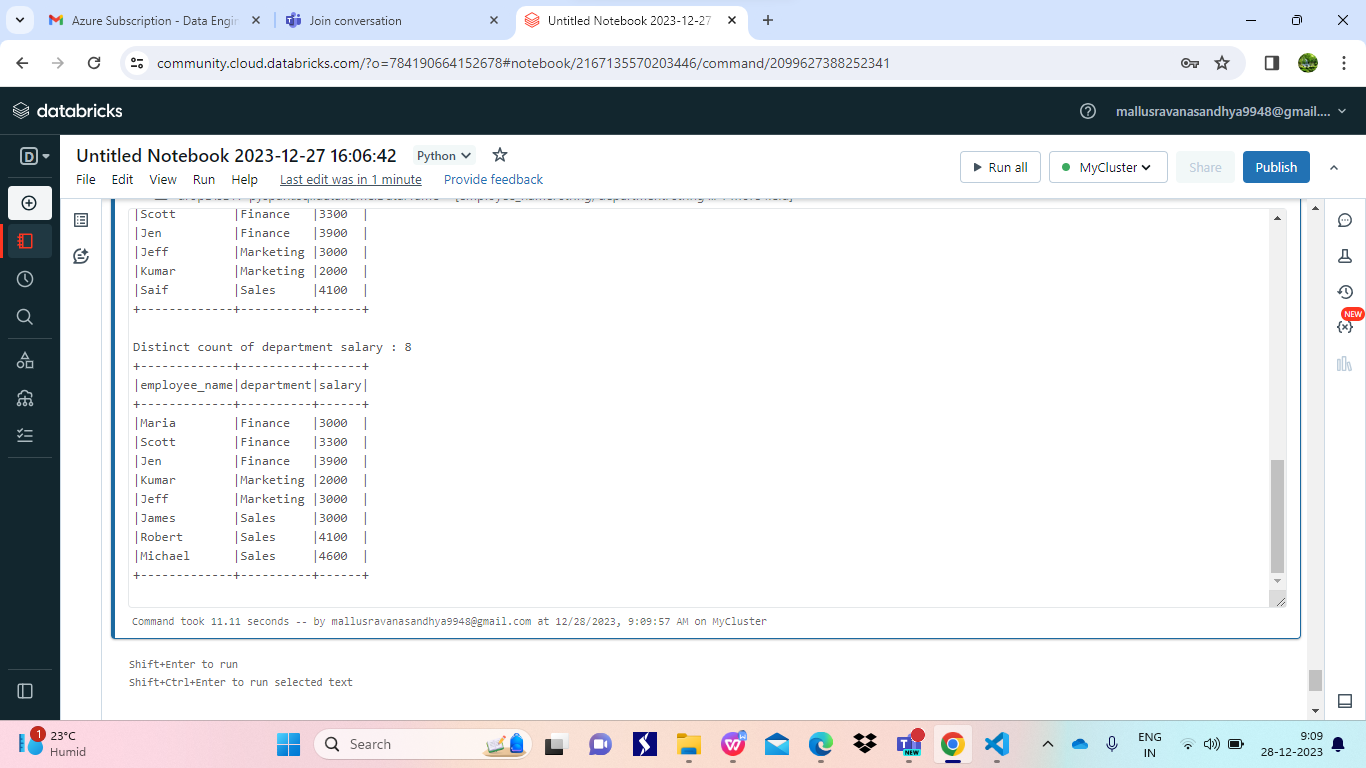 Azure Subscription - Data Engin
Join conversation
Untitled Notebook 2023-12-27
community.cloud.databricks.com/?o=784190664152678#notebook/2167135570203446/command/2099627388252341
databricks
mallusravanasandhya9948@gmail....
D
Untitled Notebook 2023-12-27 16:06:42
Python
File Edit View Run Help Last edit was in 1 minute Provide feedback
Run all
MyCluster
Share
Publish
|Scott        |Finance   |3300  |
|Jen          |Finance   |3900  |
|Jeff         |Marketing |3000  |
|Kumar        |Marketing |2000  |
|Saif         |Sales     |4100  |
+-------------+----------+------+
Distinct count of department salary : 8
+-------------+----------+------+
|employee_name|department|salary|
+-------------+----------+------+
|Maria        |Finance   |3000  |
|Scott        |Finance   |3300  |
|Jen          |Finance   |3900  |
|Kumar        |Marketing |2000  |
|Jeff         |Marketing |3000  |
|James        |Sales     |3000  |
|Robert       |Sales     |4100  |
|Michael      |Sales     |4600  |
+-------------+----------+------+
Command took 11.11 seconds -- by mallusravanasandhya9948@gmail.com at 12/28/2023, 9:09:57 AM on MyCluster
Shift+Enter to run
Shift+Ctrl+Enter to run selected text
NEW
1
23°C
Humid
Search
NEW
ENG
IN
9:09
28-12-2023